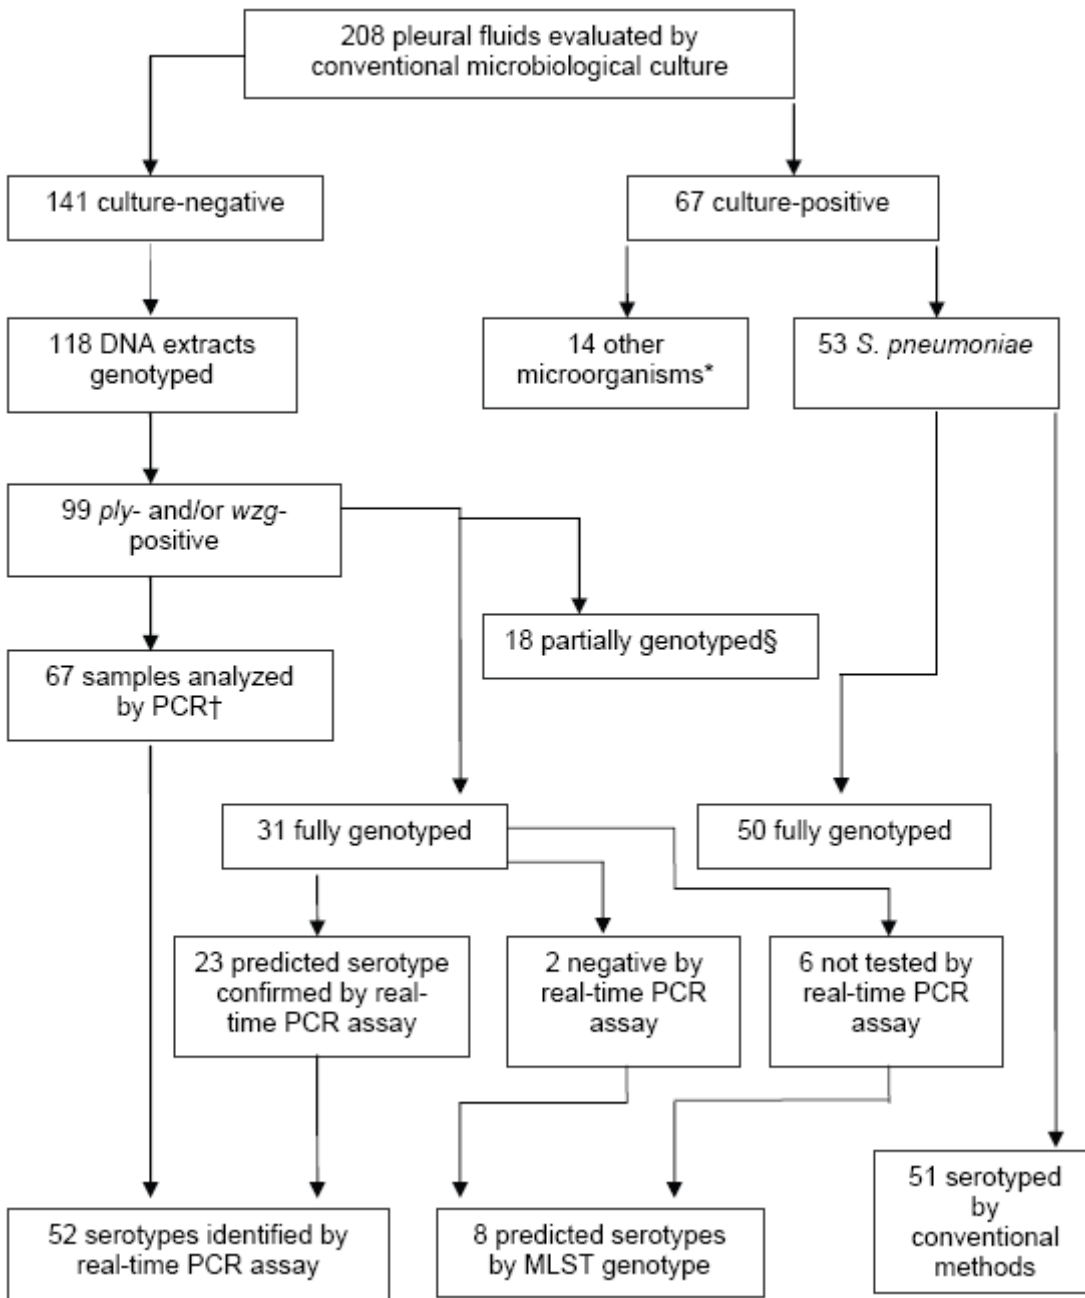 208 pleural fluids evaluated by
conventional microbiological culture
141 culture-negative
67 culture-positive
118 DNA extracts
genotyped
14 other
microorganisms*
53 S. pneumoniae
99 ply- and/or wzg-
positive
18 partially genotyped§
67 samples analyzed
by PCR†
31 fully genotyped
50 fully genotyped
23 predicted serotype
confirmed by real-
time PCR assay
2 negative by
real-time PCR
assay
6 not tested by
real-time PCR
assay
52 serotypes identified by
real-time PCR assay
8 predicted serotypes
by MLST genotype
51 serotyped
by
conventional
methods